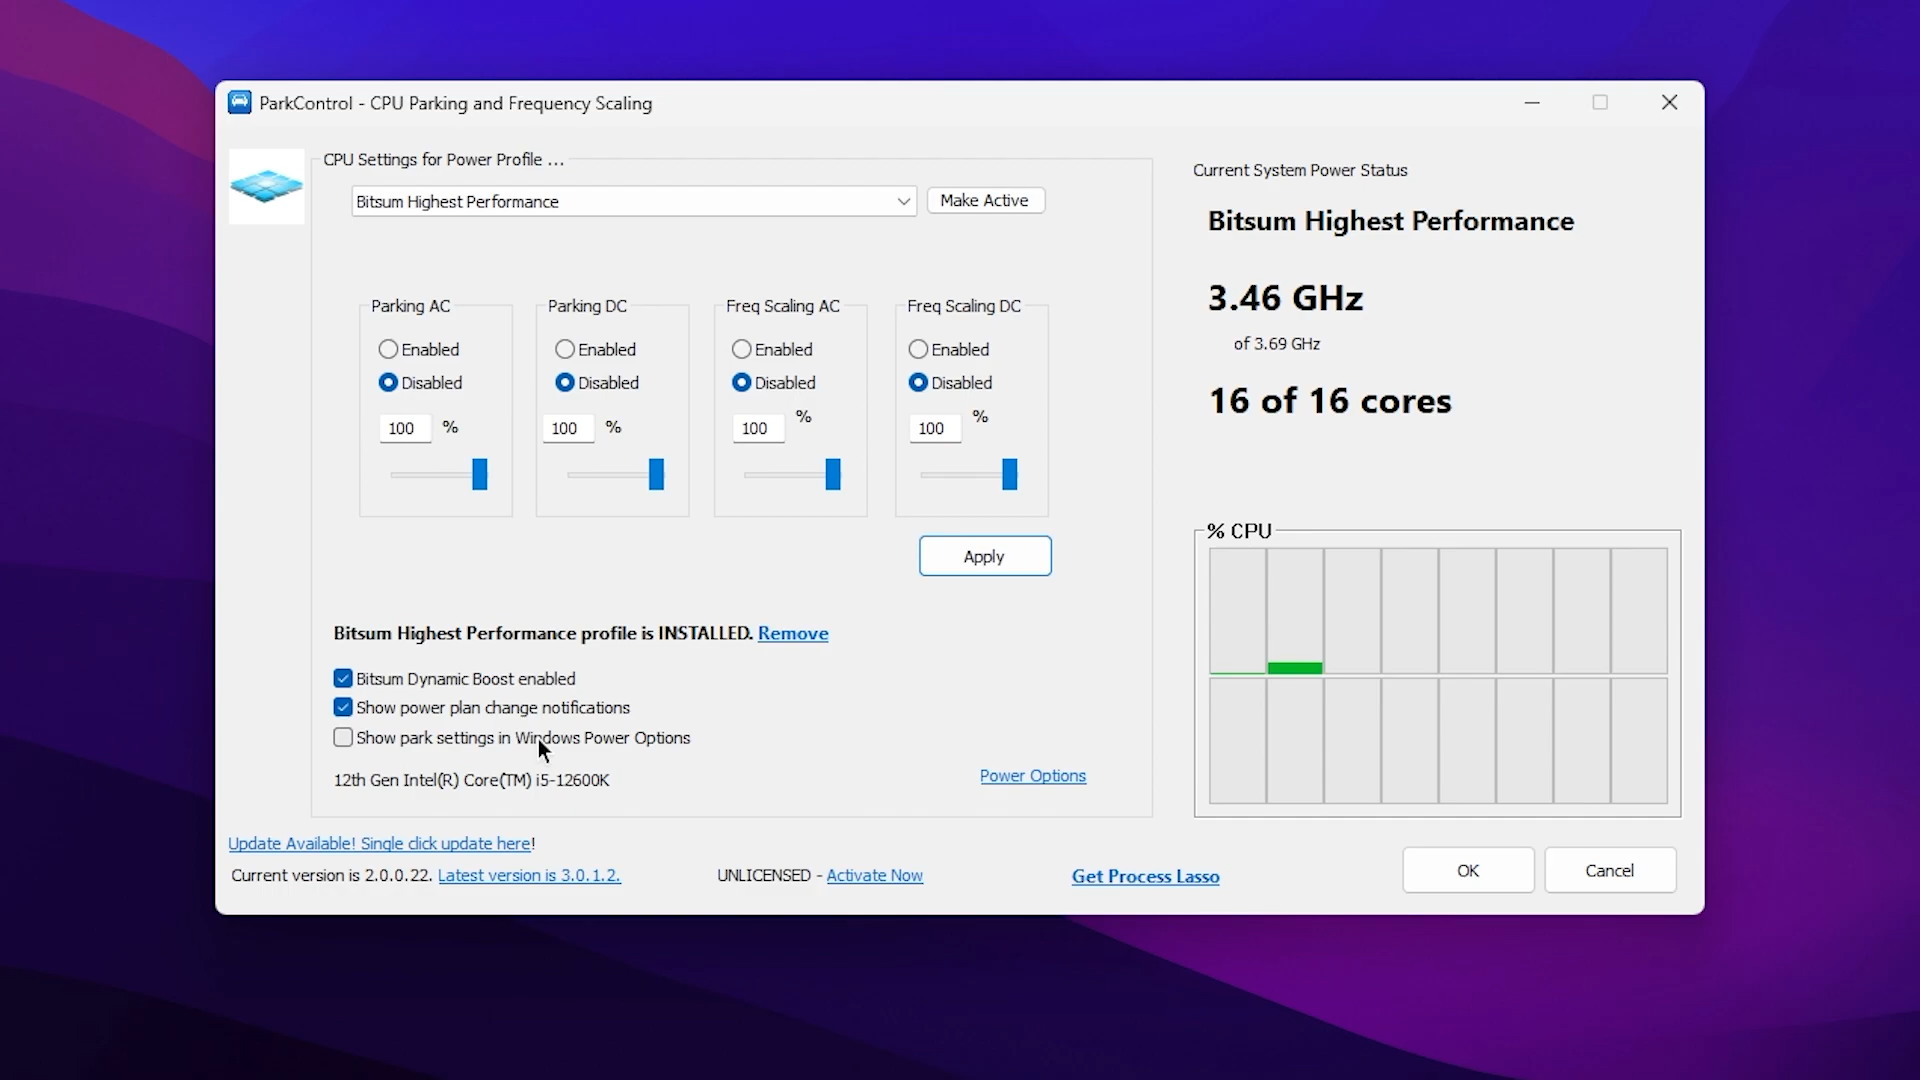 ParkControl - CPU Parking and Frequency Scaling
CPU Settings for Power Profile ...
Bitsum Highest Performance
Make Active
Parking AC
Enabled
Disabled
100 %
Parking DC
Enabled
Disabled
100 %
Freq Scaling AC
Enabled
Disabled
100 %
Freq Scaling DC
Enabled
Disabled
100 %
Apply
Bitsum Highest Performance profile is INSTALLED. Remove
Bitsum Dynamic Boost enabled
Show power plan change notifications
Show park settings in Windows Power Options
12th Gen Intel(R) Core(TM) i5-12600K
Power Options
Current System Power Status
Bitsum Highest Performance
3.46 GHz
of 3.69 GHz
16 of 16 cores
% CPU
Update Available! Single click update here!
Current version is 2.0.0.22. Latest version is 3.0.1.2.
UNLICENSED - Activate Now
Get Process Lasso
OK
Cancel